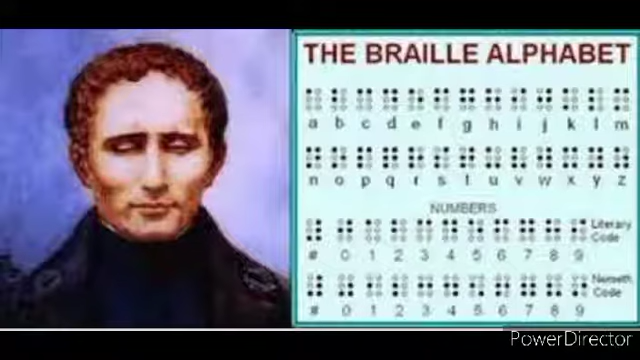 THE BRAILLE ALPHABET
a b c d e f g h i j k l m
n o p q r s t u v w x y z
NUMBERS
Literary
Code
# 0 1 2 3 4 5 6 7 8 9
Nemeth
Code
# 0 1 2 3 4 5 6 7 8 9
PowerDirector